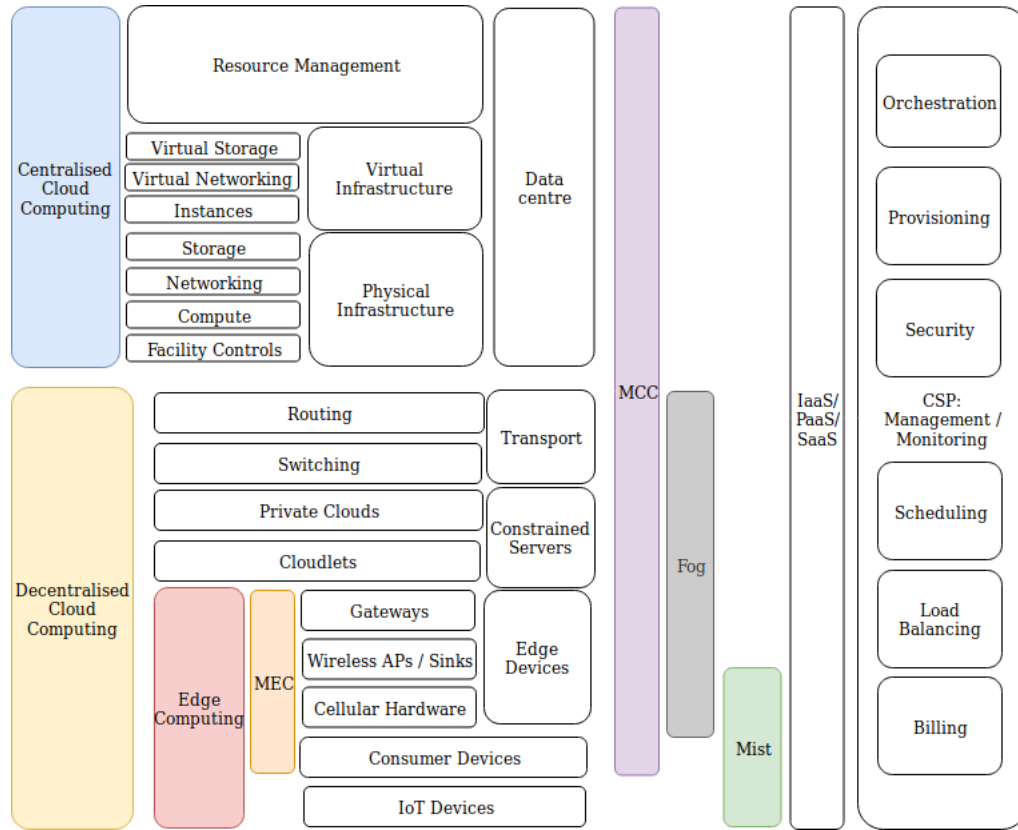 Centralised
Cloud
Computing
Resource Management
Virtual Storage
Virtual Networking
Instances
Virtual
Infrastructure
Storage
Networking
Compute
Facility Controls
Physical
Infrastructure
Data
centre
Decentralised
Cloud
Computing
Routing
Switching
Transport
Private Clouds
Cloudlets
Constrained
Servers
Edge
Computing
MEC
Gateways
Wireless APs / Sinks
Cellular Hardware
Edge
Devices
Consumer Devices
IoT Devices
MCC
Fog
Mist
IaaS/
PaaS/
SaaS
Orchestration
Provisioning
Security
CSP:
Management /
Monitoring
Scheduling
Load
Balancing
Billing